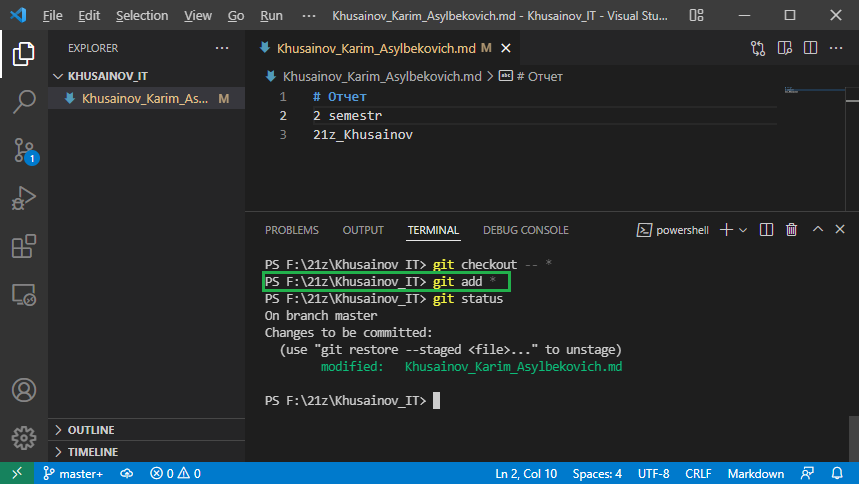 File Edit Selection View Go Run ··· Khusainov_Karim_Asylbekovich.md - Khusainov_IT - Visual Stu...
EXPLORER ···
KHUSAINOV_IT
Khusainov_Karim_As... M
1
OUTLINE
TIMELINE
Khusainov_Karim_Asylbekovich.md M
Khusainov_Karim_Asylbekovich.md > abc # Отчет
1 # Отчет
2 2 semestr
3 21z_Khusainov
PROBLEMS OUTPUT TERMINAL DEBUG CONSOLE powershell
PS F:\21z\Khusainov_IT> git checkout -- *
PS F:\21z\Khusainov_IT> git add *
PS F:\21z\Khusainov_IT> git status
On branch master
Changes to be committed:
(use "git restore --staged <file>..." to unstage)
modified: Khusainov_Karim_Asylbekovich.md
PS F:\21z\Khusainov_IT>
master+ 0 0 Ln 2, Col 10 Spaces: 4 UTF-8 CRLF Markdown